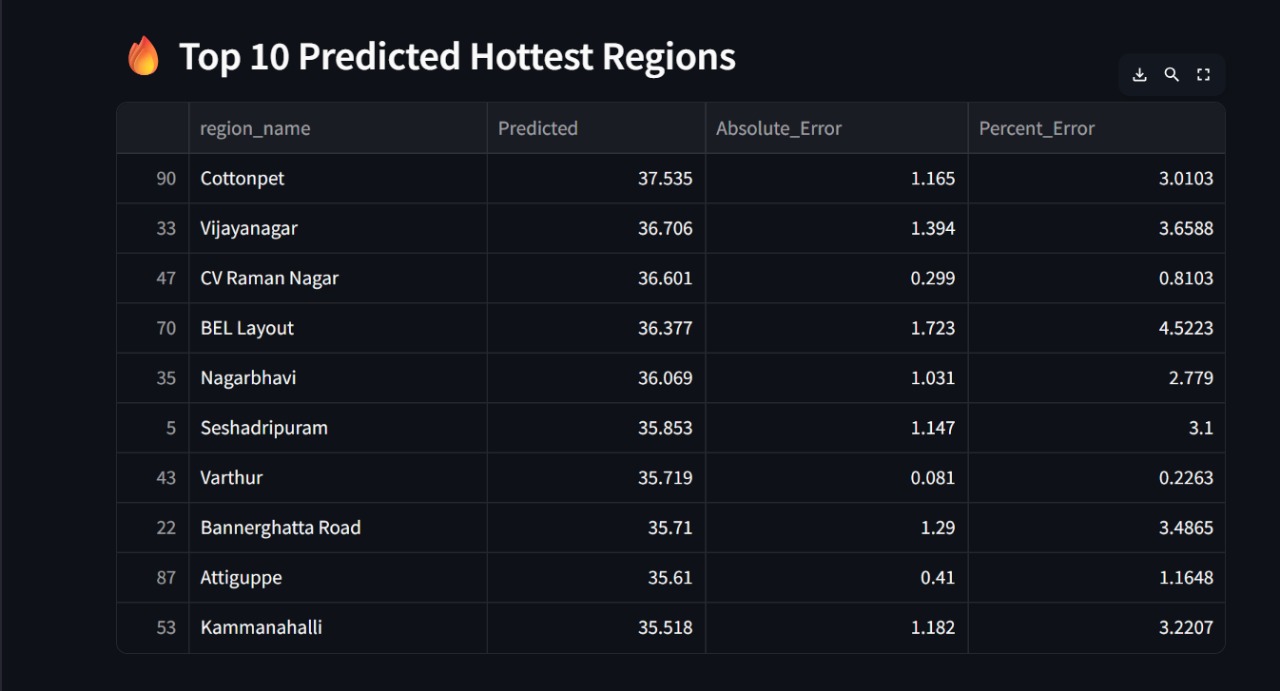 🔥 Top 10 Predicted Hottest Regions
region_name Predicted Absolute_Error Percent_Error
90 Cottonpet 37.535 1.165 3.0103
33 Vijayanagar 36.706 1.394 3.6588
47 CV Raman Nagar 36.601 0.299 0.8103
70 BEL Layout 36.377 1.723 4.5223
35 Nagarbhavi 36.069 1.031 2.779
5 Seshadripuram 35.853 1.147 3.1
43 Varthur 35.719 0.081 0.2263
22 Bannerghatta Road 35.71 1.29 3.4865
87 Attiguppe 35.61 0.41 1.1648
53 Kammanahalli 35.518 1.182 3.2207